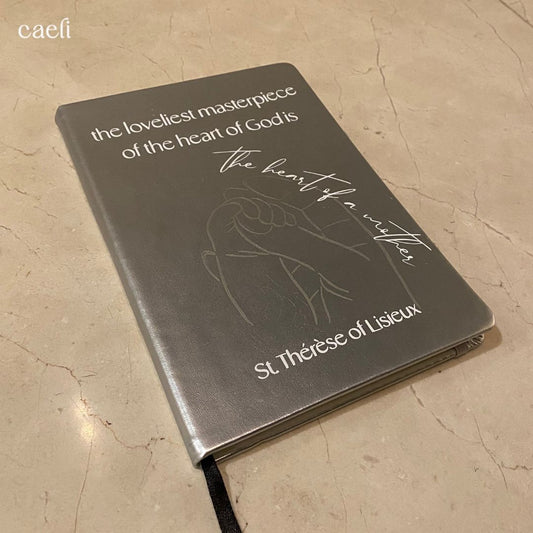 caeli
the loveliest masterpiece
of the heart of God is
the heart of a mother
St. Thérèse of Lisieux